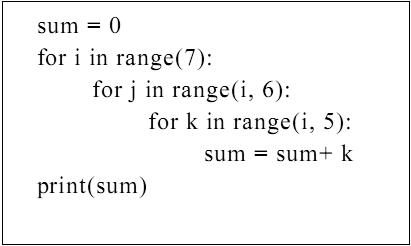 sum = 0
for i in range(7):
for j in range(i, 6):
for k in range(i, 5):
sum = sum+ k
print(sum)